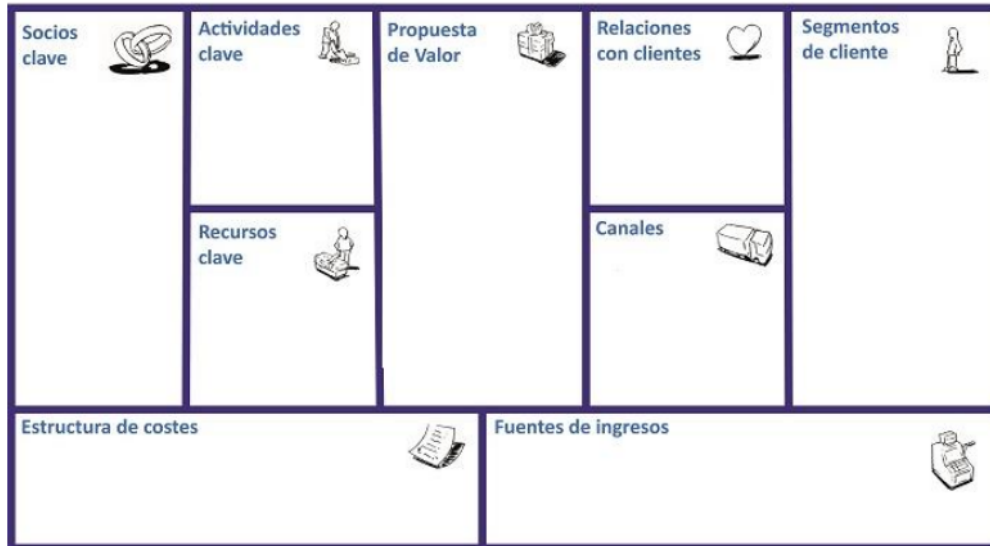 Socios
clave
Actividades
clave
Propuesta
de Valor
Relaciones
con clientes
Segmentos
de cliente
Recursos
clave
Canales
Estructura de costes
Fuentes de ingresos